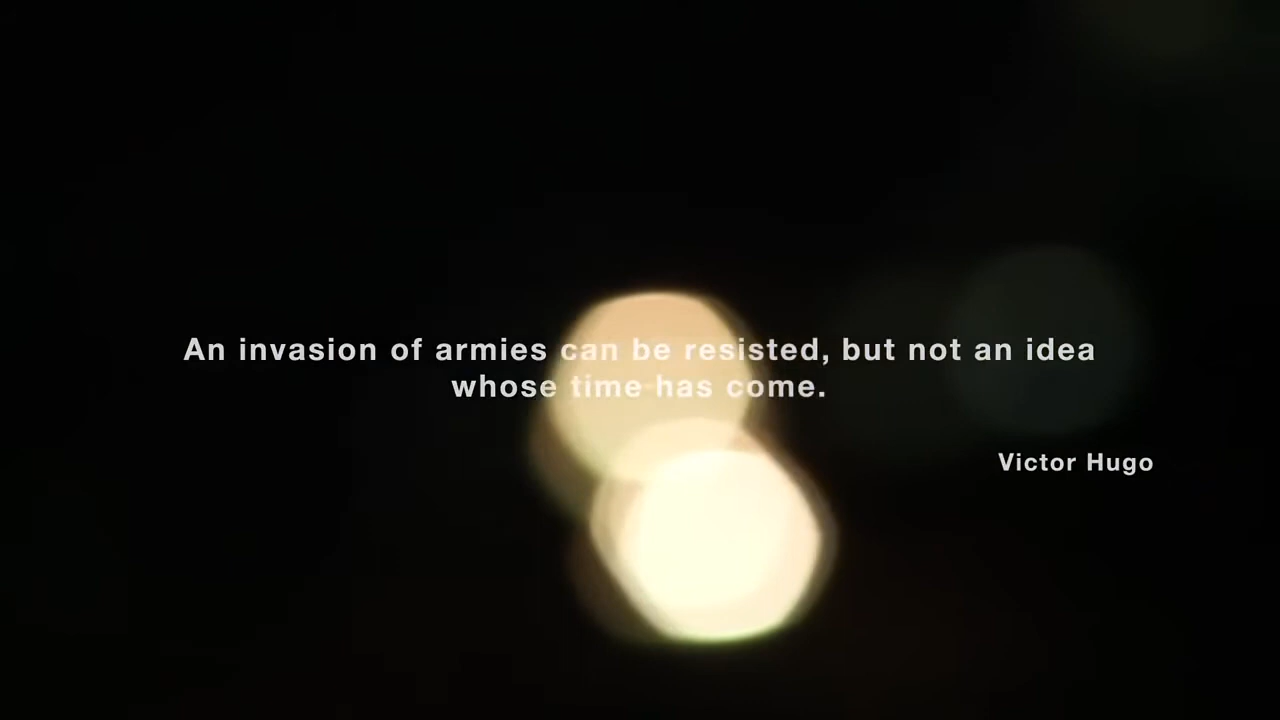 An invasion of armies can be resisted, but not an idea
whose time has come.
Victor Hugo